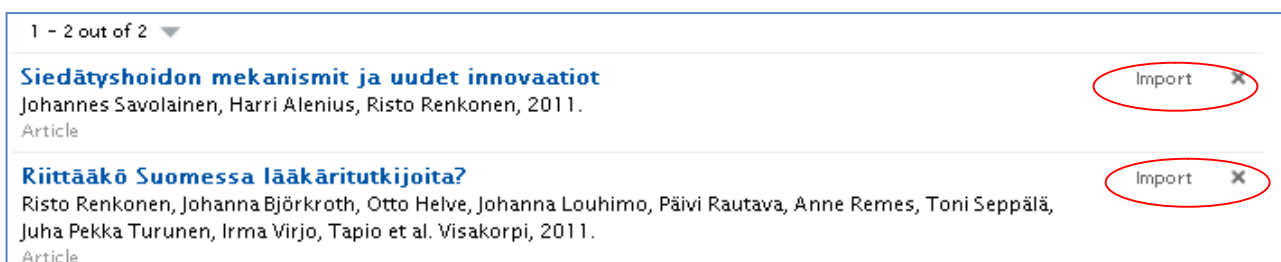 1 - 2 out of 2
Siedätyshoidon mekanismit ja uudet innovaatiot
Import ×
Johannes Savolainen, Harri Alenius, Risto Renkonen, 2011.
Article
Riittääkö Suomessa lääkäritutkijoita?
Import ×
Risto Renkonen, Johanna Björkroth, Otto Helve, Johanna Louhimo, Päivi Rautava, Anne Remes, Toni Seppälä,
Juha Pekka Turunen, Irma Virjo, Tapio et al. Visakorpi, 2011.
Article